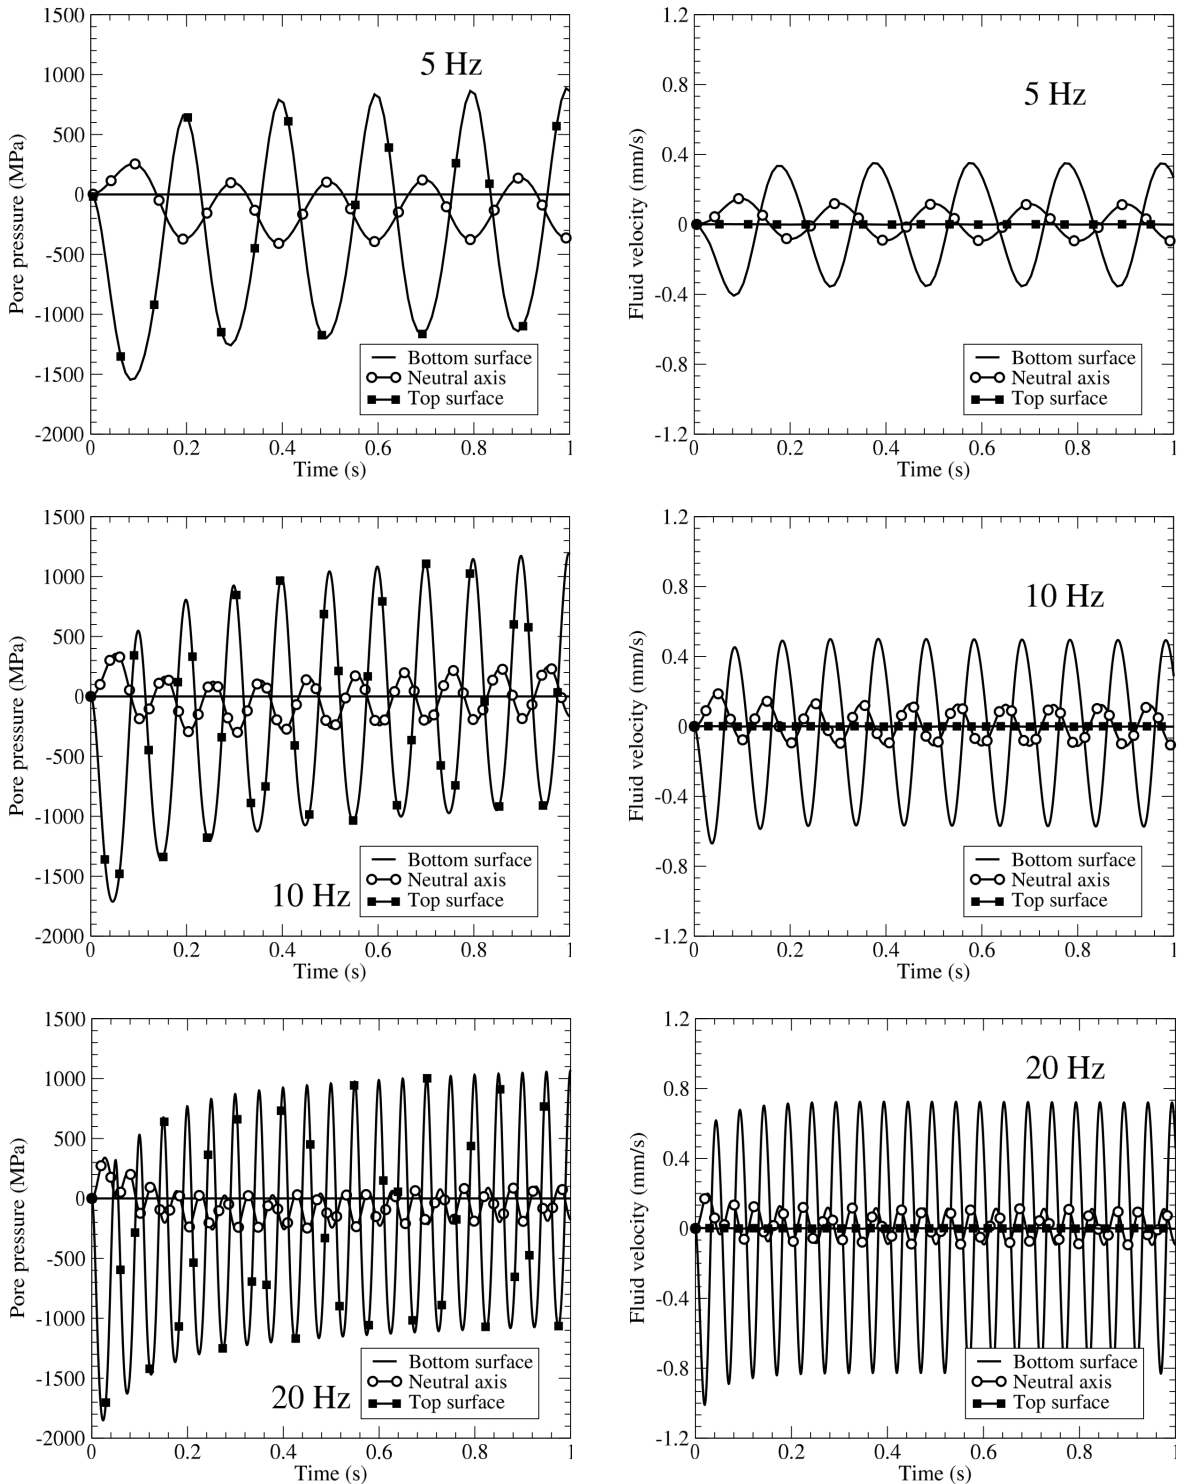 1500
1000
500
0
-500
-1000
-1500
-2000
Pore pressure (MPa)
5 Hz
Bottom surface
Neutral axis
Top surface
0 0.2 0.4 0.6 0.8 1
Time (s)
1.2
0.8
0.4
0
-0.4
-0.8
-1.2
Fluid velocity (mm/s)
5 Hz
Bottom surface
Neutral axis
Top surface
0 0.2 0.4 0.6 0.8 1
Time (s)
1500
1000
500
0
-500
-1000
-1500
-2000
Pore pressure (MPa)
10 Hz
Bottom surface
Neutral axis
Top surface
0 0.2 0.4 0.6 0.8 1
Time (s)
1.2
0.8
0.4
0
-0.4
-0.8
-1.2
Fluid velocity (mm/s)
10 Hz
Bottom surface
Neutral axis
Top surface
0 0.2 0.4 0.6 0.8 1
Time (s)
1500
1000
500
0
-500
-1000
-1500
-2000
Pore pressure (MPa)
20 Hz
Bottom surface
Neutral axis
Top surface
0 0.2 0.4 0.6 0.8 1
Time (s)
1.2
0.8
0.4
0
-0.4
-0.8
-1.2
Fluid velocity (mm/s)
20 Hz
Bottom surface
Neutral axis
Top surface
0 0.2 0.4 0.6 0.8 1
Time (s)